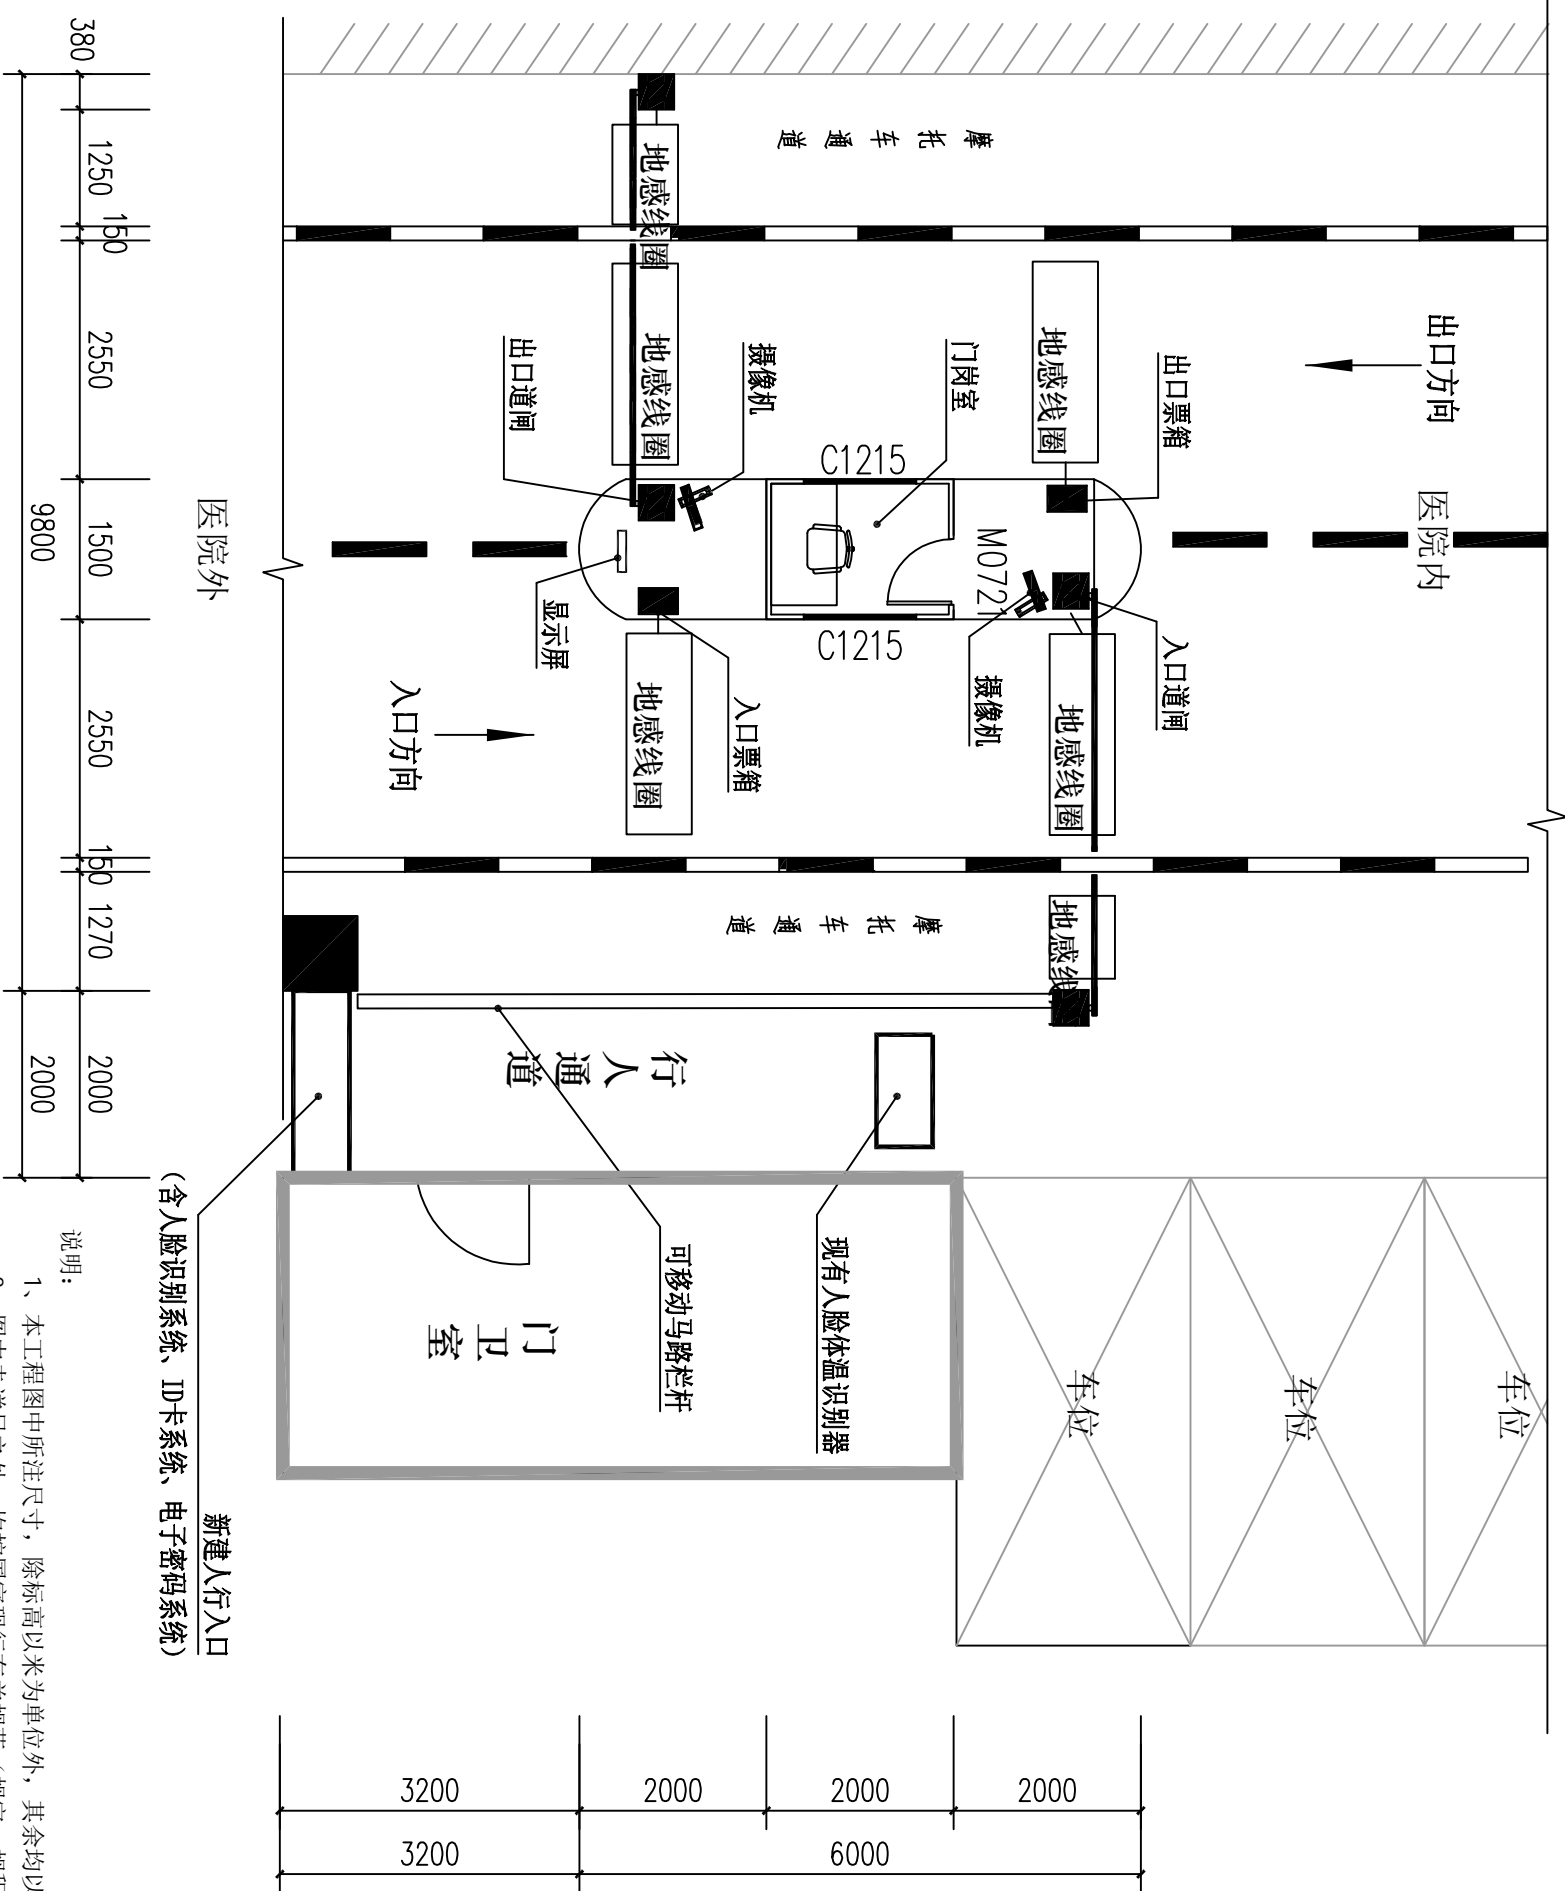 380
1250
150
2550
1500
2550
150
1270
2000
9800
2000
摩托车通道
地感线圈
地感线圈
地感线圈
出口方向
出口票箱
门岗室
摄像机
出口道闸
C1215
M0721
C1215
医院内
医院外
显示屏
入口道闸
摄像机
入口票箱
入口方向
地感线圈
地感线圈
摩托车通道
地感线
行人通道
现有人脸体温识别器
可移动马路栏杆
门卫室
车位
车位
车位
新建人行入口
(含人脸识别系统、ID卡系统、电子密码系统)
说明:
1、本工程图中所注尺寸，除标高以米为单位外，其余均以
3200
2000
2000
2000
3200
6000